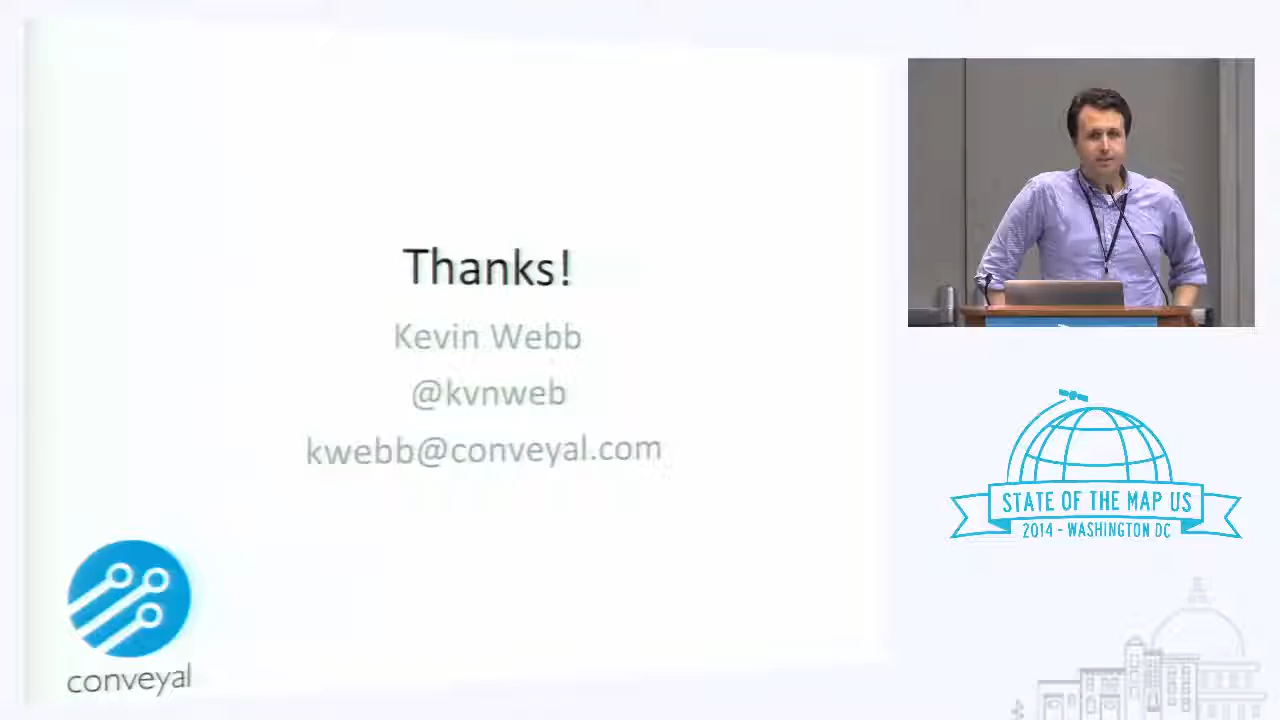 Thanks!
Kevin Webb
@kvnweb
kwebb@conveyal.com
conveyal
STATE OF THE MAP US
2014 - WASHINGTON DC